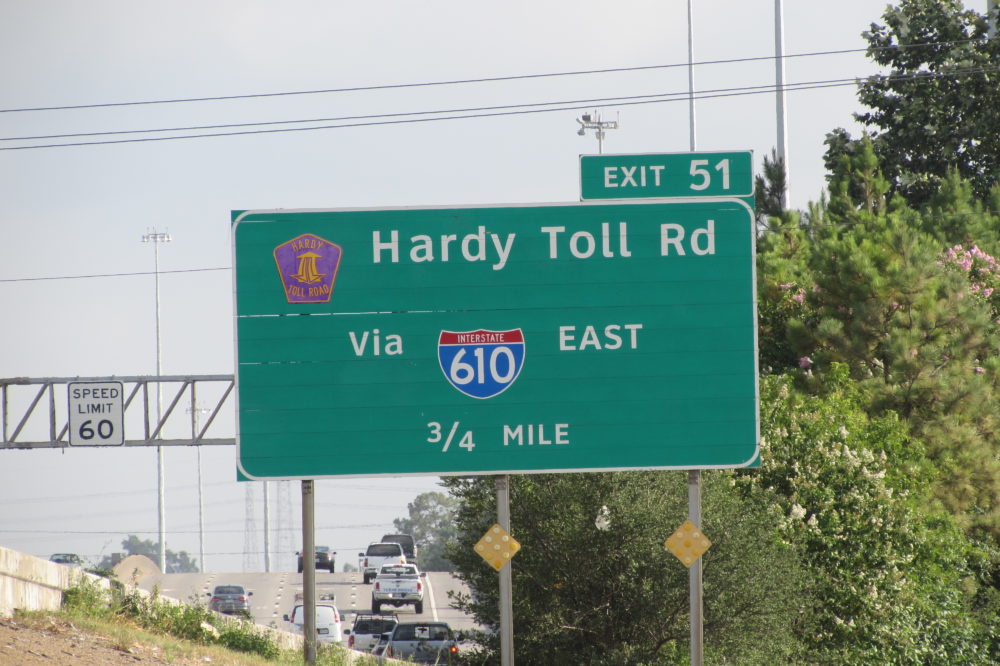 EXIT 51
HARDY
TOLL ROAD
Hardy Toll Rd
Via
INTERSTATE
610
EAST
3/4 MILE
SPEED
LIMIT
60